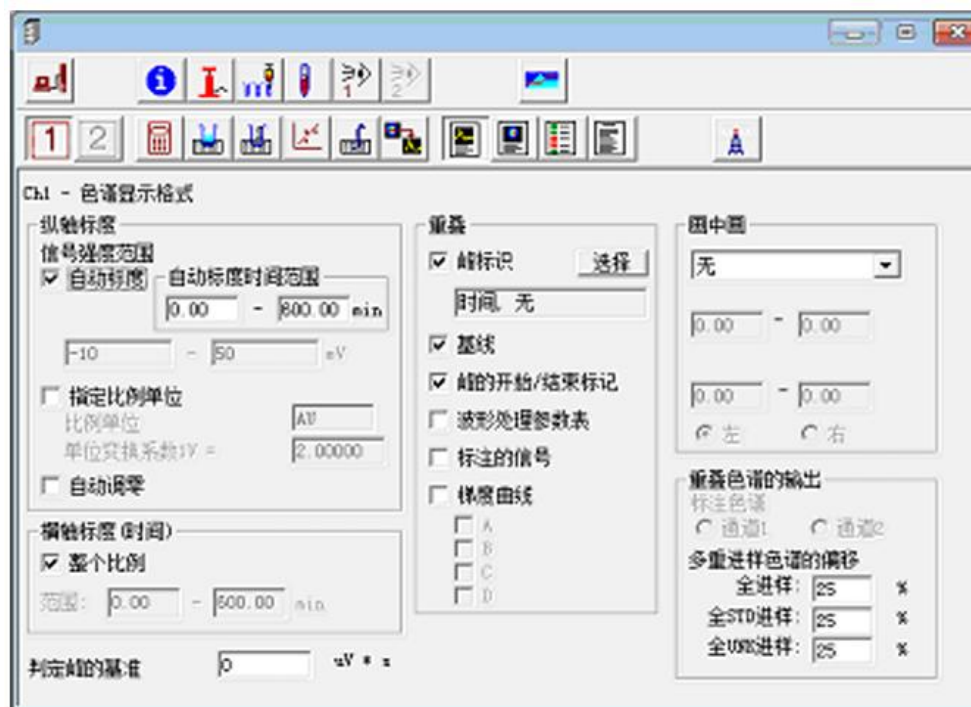 1
2
1 2
Ch1 - 色谱显示格式
纵轴标度
信号强度范围
自动标度
自动标度时间范围
0.00 - 600.00 min
-10 - 50 mV
指定比例单位
比例单位 AU
单位变换系数1V = 2.00000
自动调零
横轴标度(时间)
整个比例
范围: 0.00 - 600.00 min
判定峰的基准 0 uV * s
重叠
峰标识 选择
时间, 无
基线
峰的开始/结束标记
波形处理参数表
标注的信号
梯度曲线
A
B
C
D
图中图
无
0.00 - 0.00
0.00 - 0.00
左 右
重叠色谱的输出
标注色谱
通道1 通道2
多重进样色谱的偏移
全进样: 25 %
全STD进样: 25 %
全UNK进样: 25 %